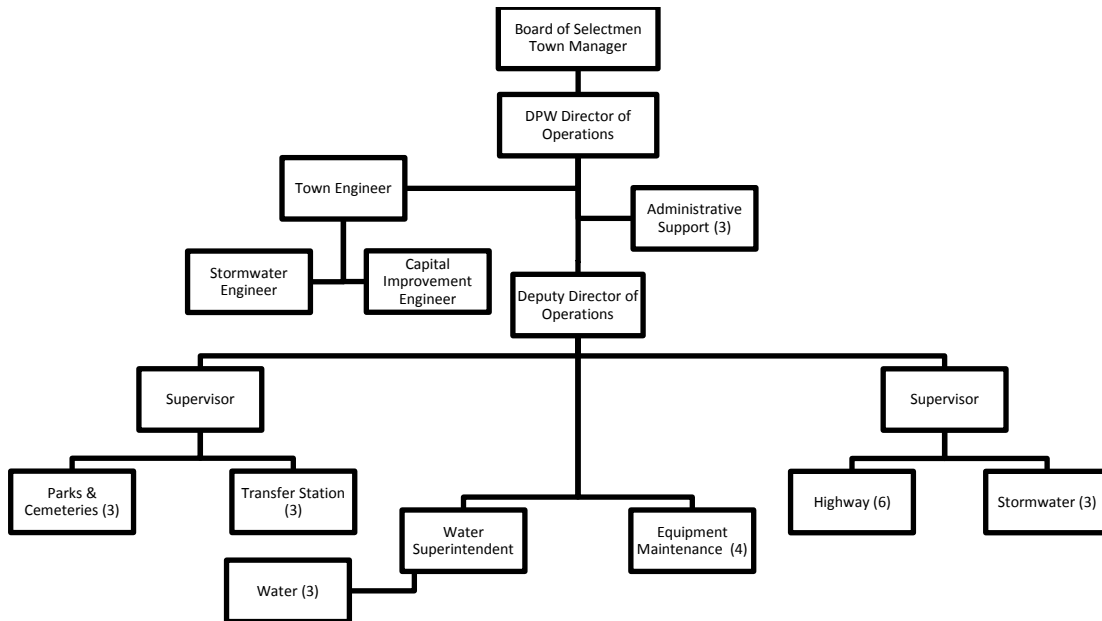 Board of Selectmen
Town Manager
DPW Director of
Operations
Town Engineer
Administrative
Support (3)
Stormwater
Engineer
Capital
Improvement
Engineer
Deputy Director of
Operations
Supervisor
Supervisor
Parks &
Cemeteries (3)
Transfer Station
(3)
Highway (6)
Stormwater (3)
Water
Superintendent
Equipment
Maintenance (4)
Water (3)